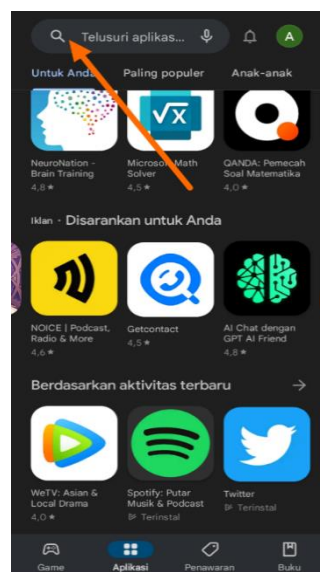 Telusuri aplikas...
A
Untuk Anda
Paling populer
Anak-anak
√x
NeuroNation -
Brain Training
4,8 ★
Microsoft Math
Solver
4,5 ★
QANDA: Pemecah
Soal Matematika
4,0 ★
Iklan · Disarankan untuk Anda
NOICE | Podcast,
Radio & More
4,6 ★
Getcontact
4,5 ★
AI Chat dengan
GPT AI Friend
4,8 ★
Berdasarkan aktivitas terbaru
WeTV: Asian &
Local Drama
4,0 ★
Spotify: Putar
Musik & Podcast
Terinstal
Twitter
Terinstal
Game
Aplikasi
Penawaran
Buku